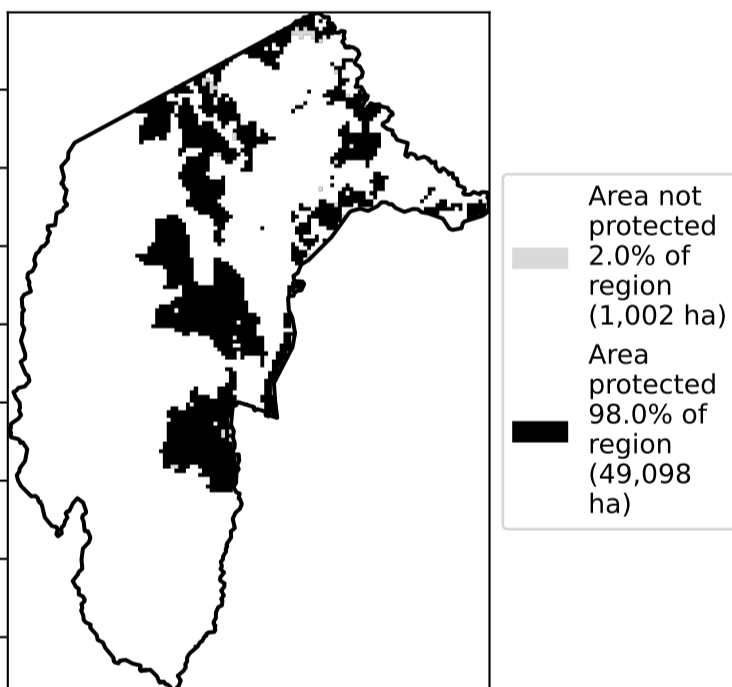 Area not
protected
2.0% of
region
(1,002 ha)
Area
protected
98.0% of
region
(49,098
ha)